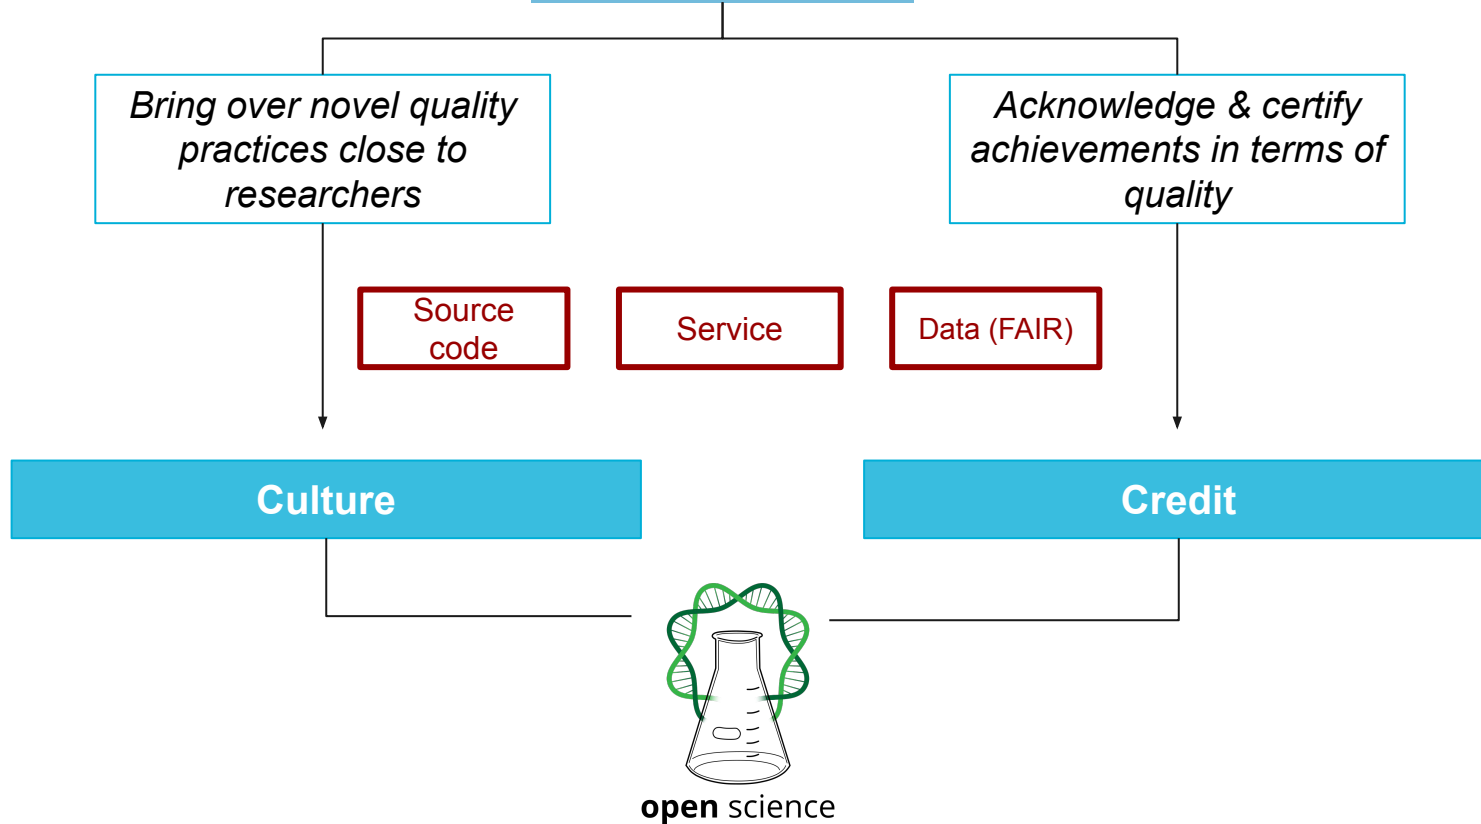 Bring over novel quality
practices close to
researchers
Acknowledge & certify
achievements in terms of
quality
Source
code
Service
Data (FAIR)
Culture
Credit
open science